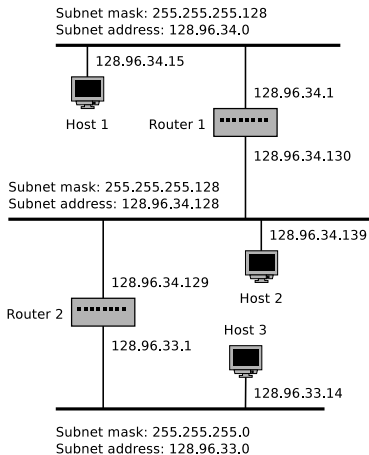 Subnet mask: 255.255.255.128
Subnet address: 128.96.34.0
128.96.34.15
128.96.34.1
Host 1
Router 1
128.96.34.130
Subnet mask: 255.255.255.128
Subnet address: 128.96.34.128
128.96.34.139
128.96.34.129
Host 2
Router 2
Host 3
128.96.33.1
128.96.33.14
Subnet mask: 255.255.255.0
Subnet address: 128.96.33.0